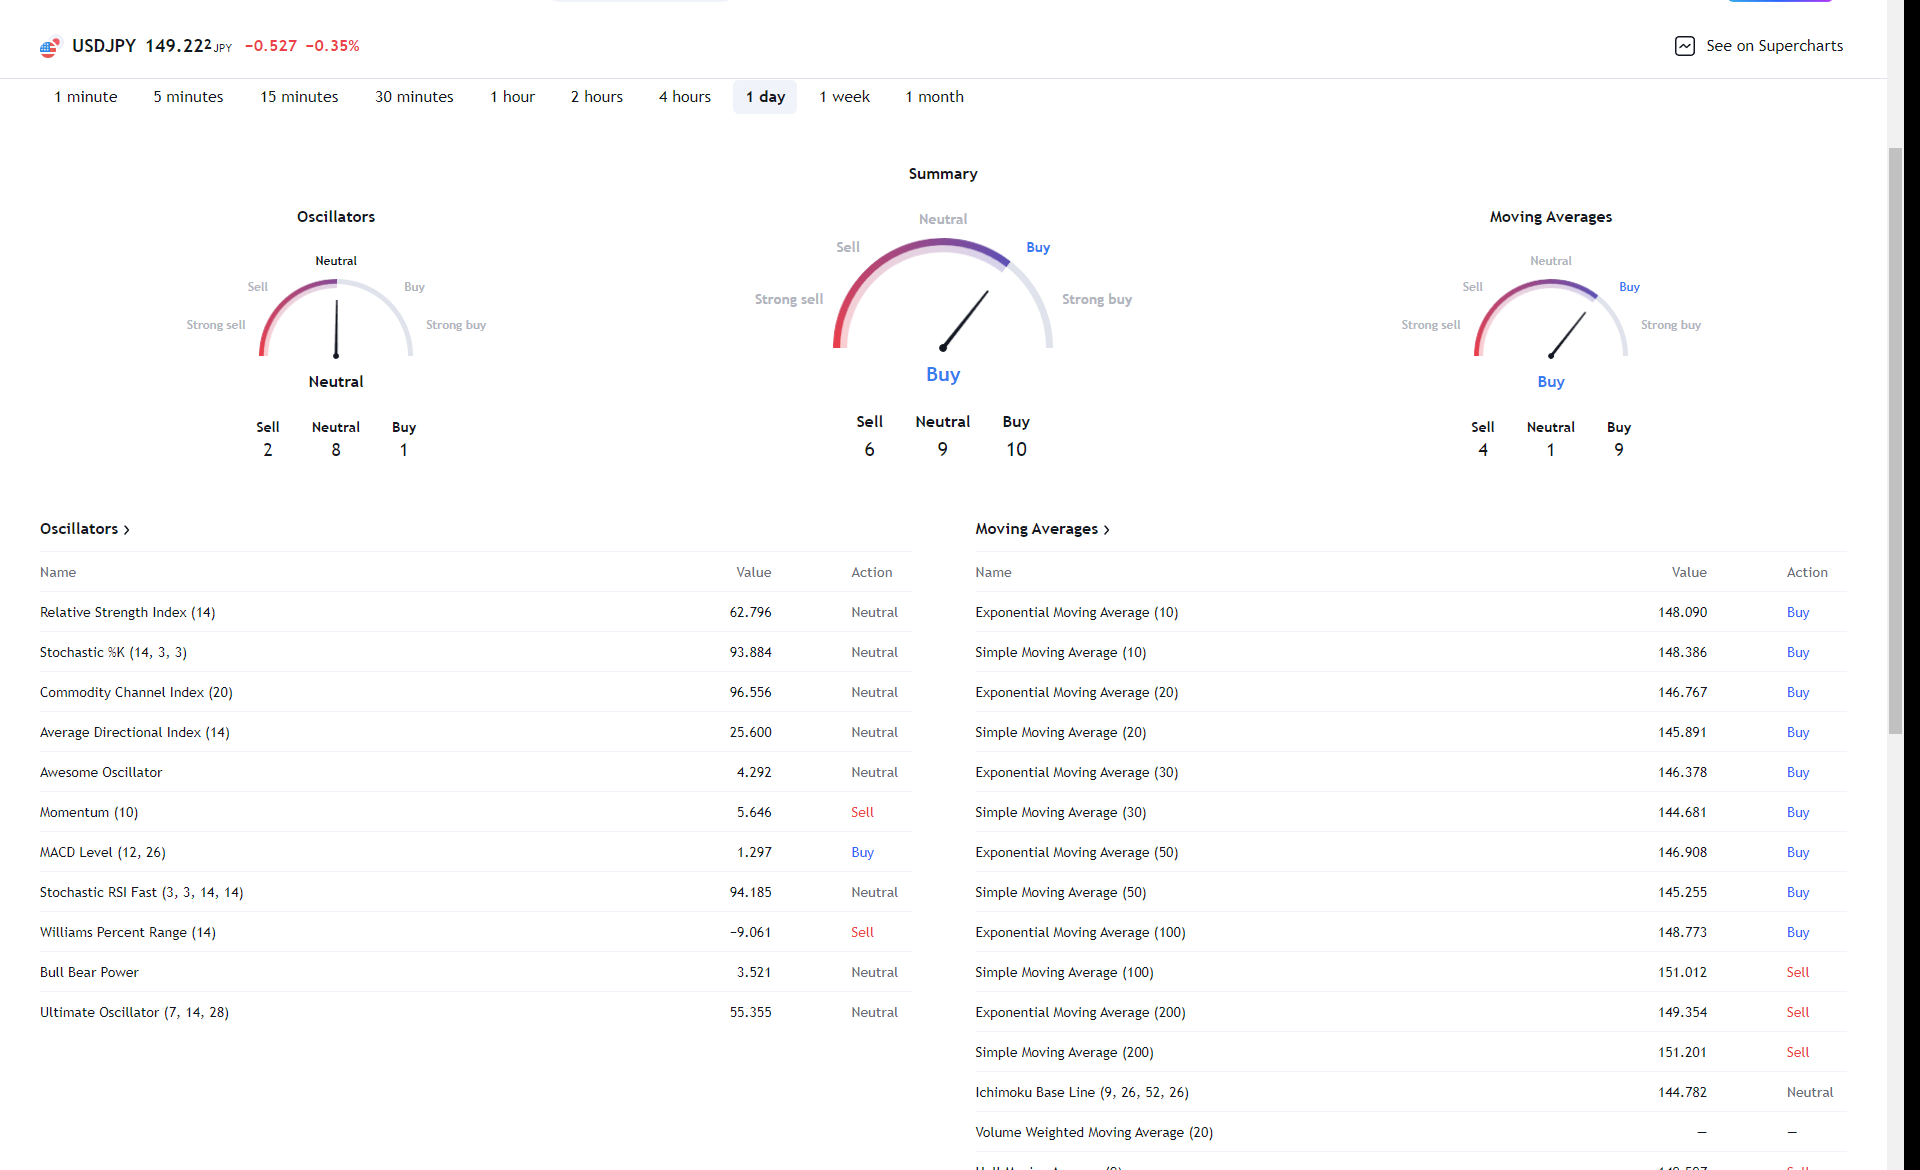 USDJPY 149.222 JPY −0.527 −0.35%
See on Supercharts
1 minute 5 minutes 15 minutes 30 minutes 1 hour 2 hours 4 hours 1 day 1 week 1 month
Oscillators
Neutral
Sell Buy
Strong sell Strong buy
Neutral
Sell Neutral Buy
2 8 1
Summary
Neutral
Sell Buy
Strong sell Strong buy
Buy
Sell Neutral Buy
6 9 10
Moving Averages
Neutral
Sell Buy
Strong sell Strong buy
Buy
Sell Neutral Buy
4 1 9
Oscillators
Name Value Action
Relative Strength Index (14) 62.796 Neutral
Stochastic %K (14, 3, 3) 93.884 Neutral
Commodity Channel Index (20) 96.556 Neutral
Average Directional Index (14) 25.600 Neutral
Awesome Oscillator 4.292 Neutral
Momentum (10) 5.646 Sell
MACD Level (12, 26) 1.297 Buy
Stochastic RSI Fast (3, 3, 14, 14) 94.185 Neutral
Williams Percent Range (14) −9.061 Sell
Bull Bear Power 3.521 Neutral
Ultimate Oscillator (7, 14, 28) 55.355 Neutral
Moving Averages
Name Value Action
Exponential Moving Average (10) 148.090 Buy
Simple Moving Average (10) 148.386 Buy
Exponential Moving Average (20) 146.767 Buy
Simple Moving Average (20) 145.891 Buy
Exponential Moving Average (30) 146.378 Buy
Simple Moving Average (30) 144.681 Buy
Exponential Moving Average (50) 146.908 Buy
Simple Moving Average (50) 145.255 Buy
Exponential Moving Average (100) 148.773 Buy
Simple Moving Average (100) 151.012 Sell
Exponential Moving Average (200) 149.354 Sell
Simple Moving Average (200) 151.201 Sell
Ichimoku Base Line (9, 26, 52, 26) 144.782 Neutral
Volume Weighted Moving Average (20) — —